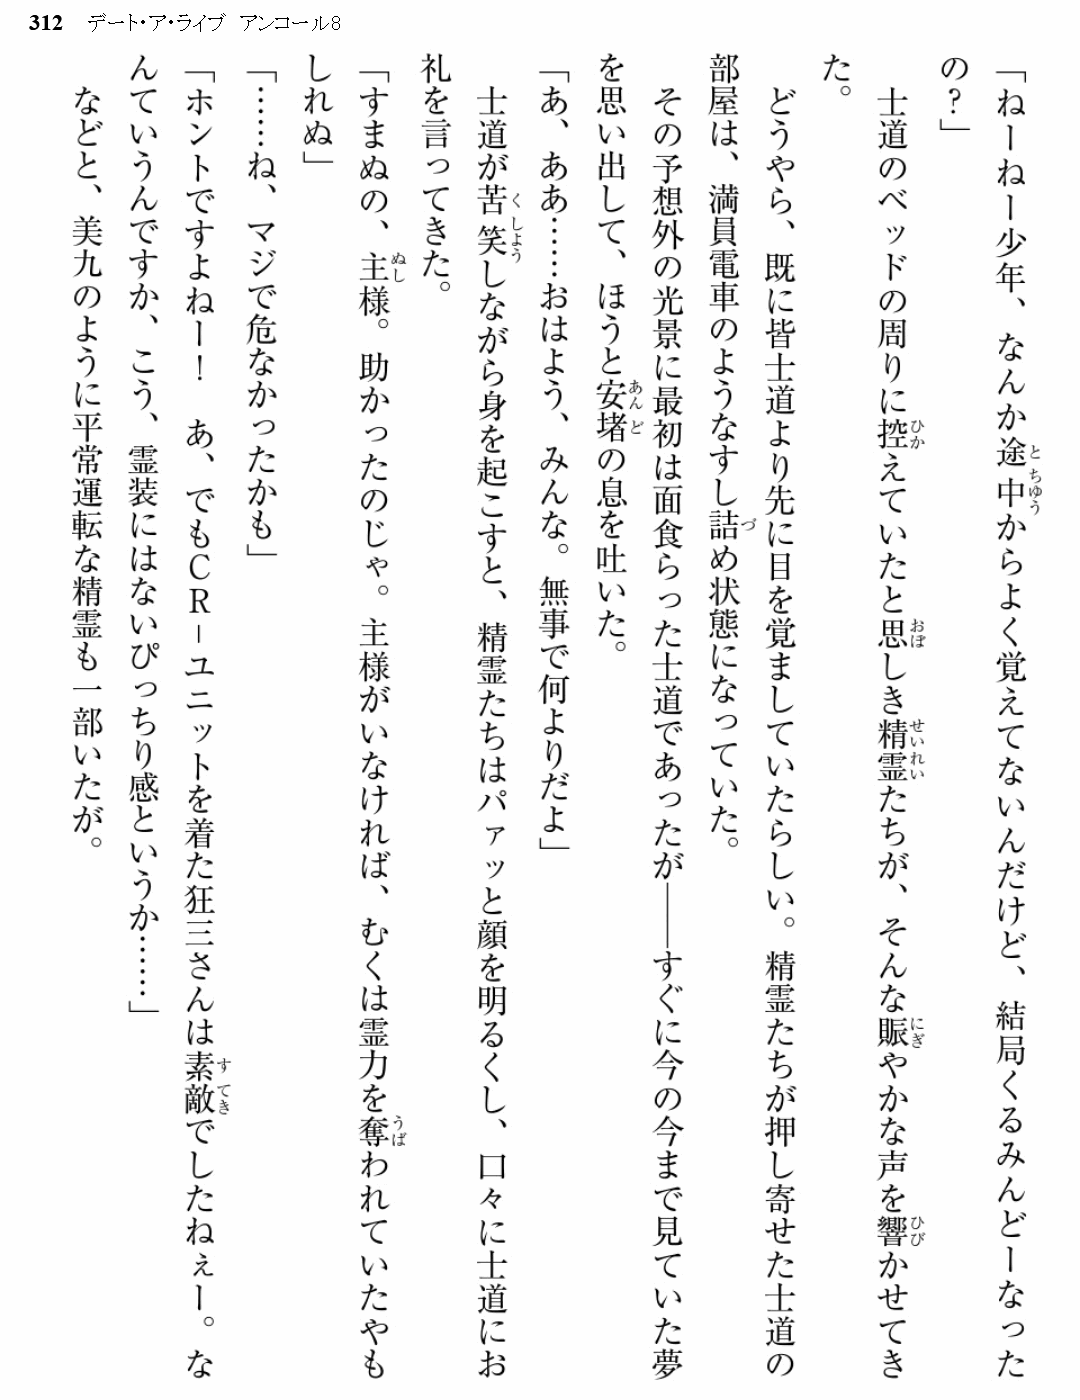 312 デート・ア・ライブ アンコール8
「ねーねー少年、なんか途中からよく覚えてないんだけど、結局くるみんどーなった
の？」
　士道のベッドの周りに控えていたと思しき精霊たちが、そんな賑やかな声を響かせてき
た。
　どうやら、既に皆士道より先に目を覚ましていたらしい。精霊たちが押し寄せた士道の
部屋は、満員電車のようなすし詰め状態になっていた。
　その予想外の光景に最初は面食らった士道であったが――すぐに今の今まで見ていた夢
を思い出して、ほうと安堵の息を吐いた。
「あ、ああ……おはよう、みんな。無事で何よりだよ」
　士道が苦笑しながら身を起こすと、精霊たちはパァッと顔を明るくし、口々に士道にお
礼を言ってきた。
「すまぬの、主様。助かったのじゃ。主様がいなければ、むくは霊力を奪われていたやも
しれぬ」
「……ね、マジで危なかったかも」
「ホントですよねー！　あ、でもＣＲ－ユニットを着た狂三さんは素敵でしたねぇー。な
んていうんですか、こう、霊装にはないぴっちり感というか……」
　などと、美九のように平常運転な精霊も一部いたが。